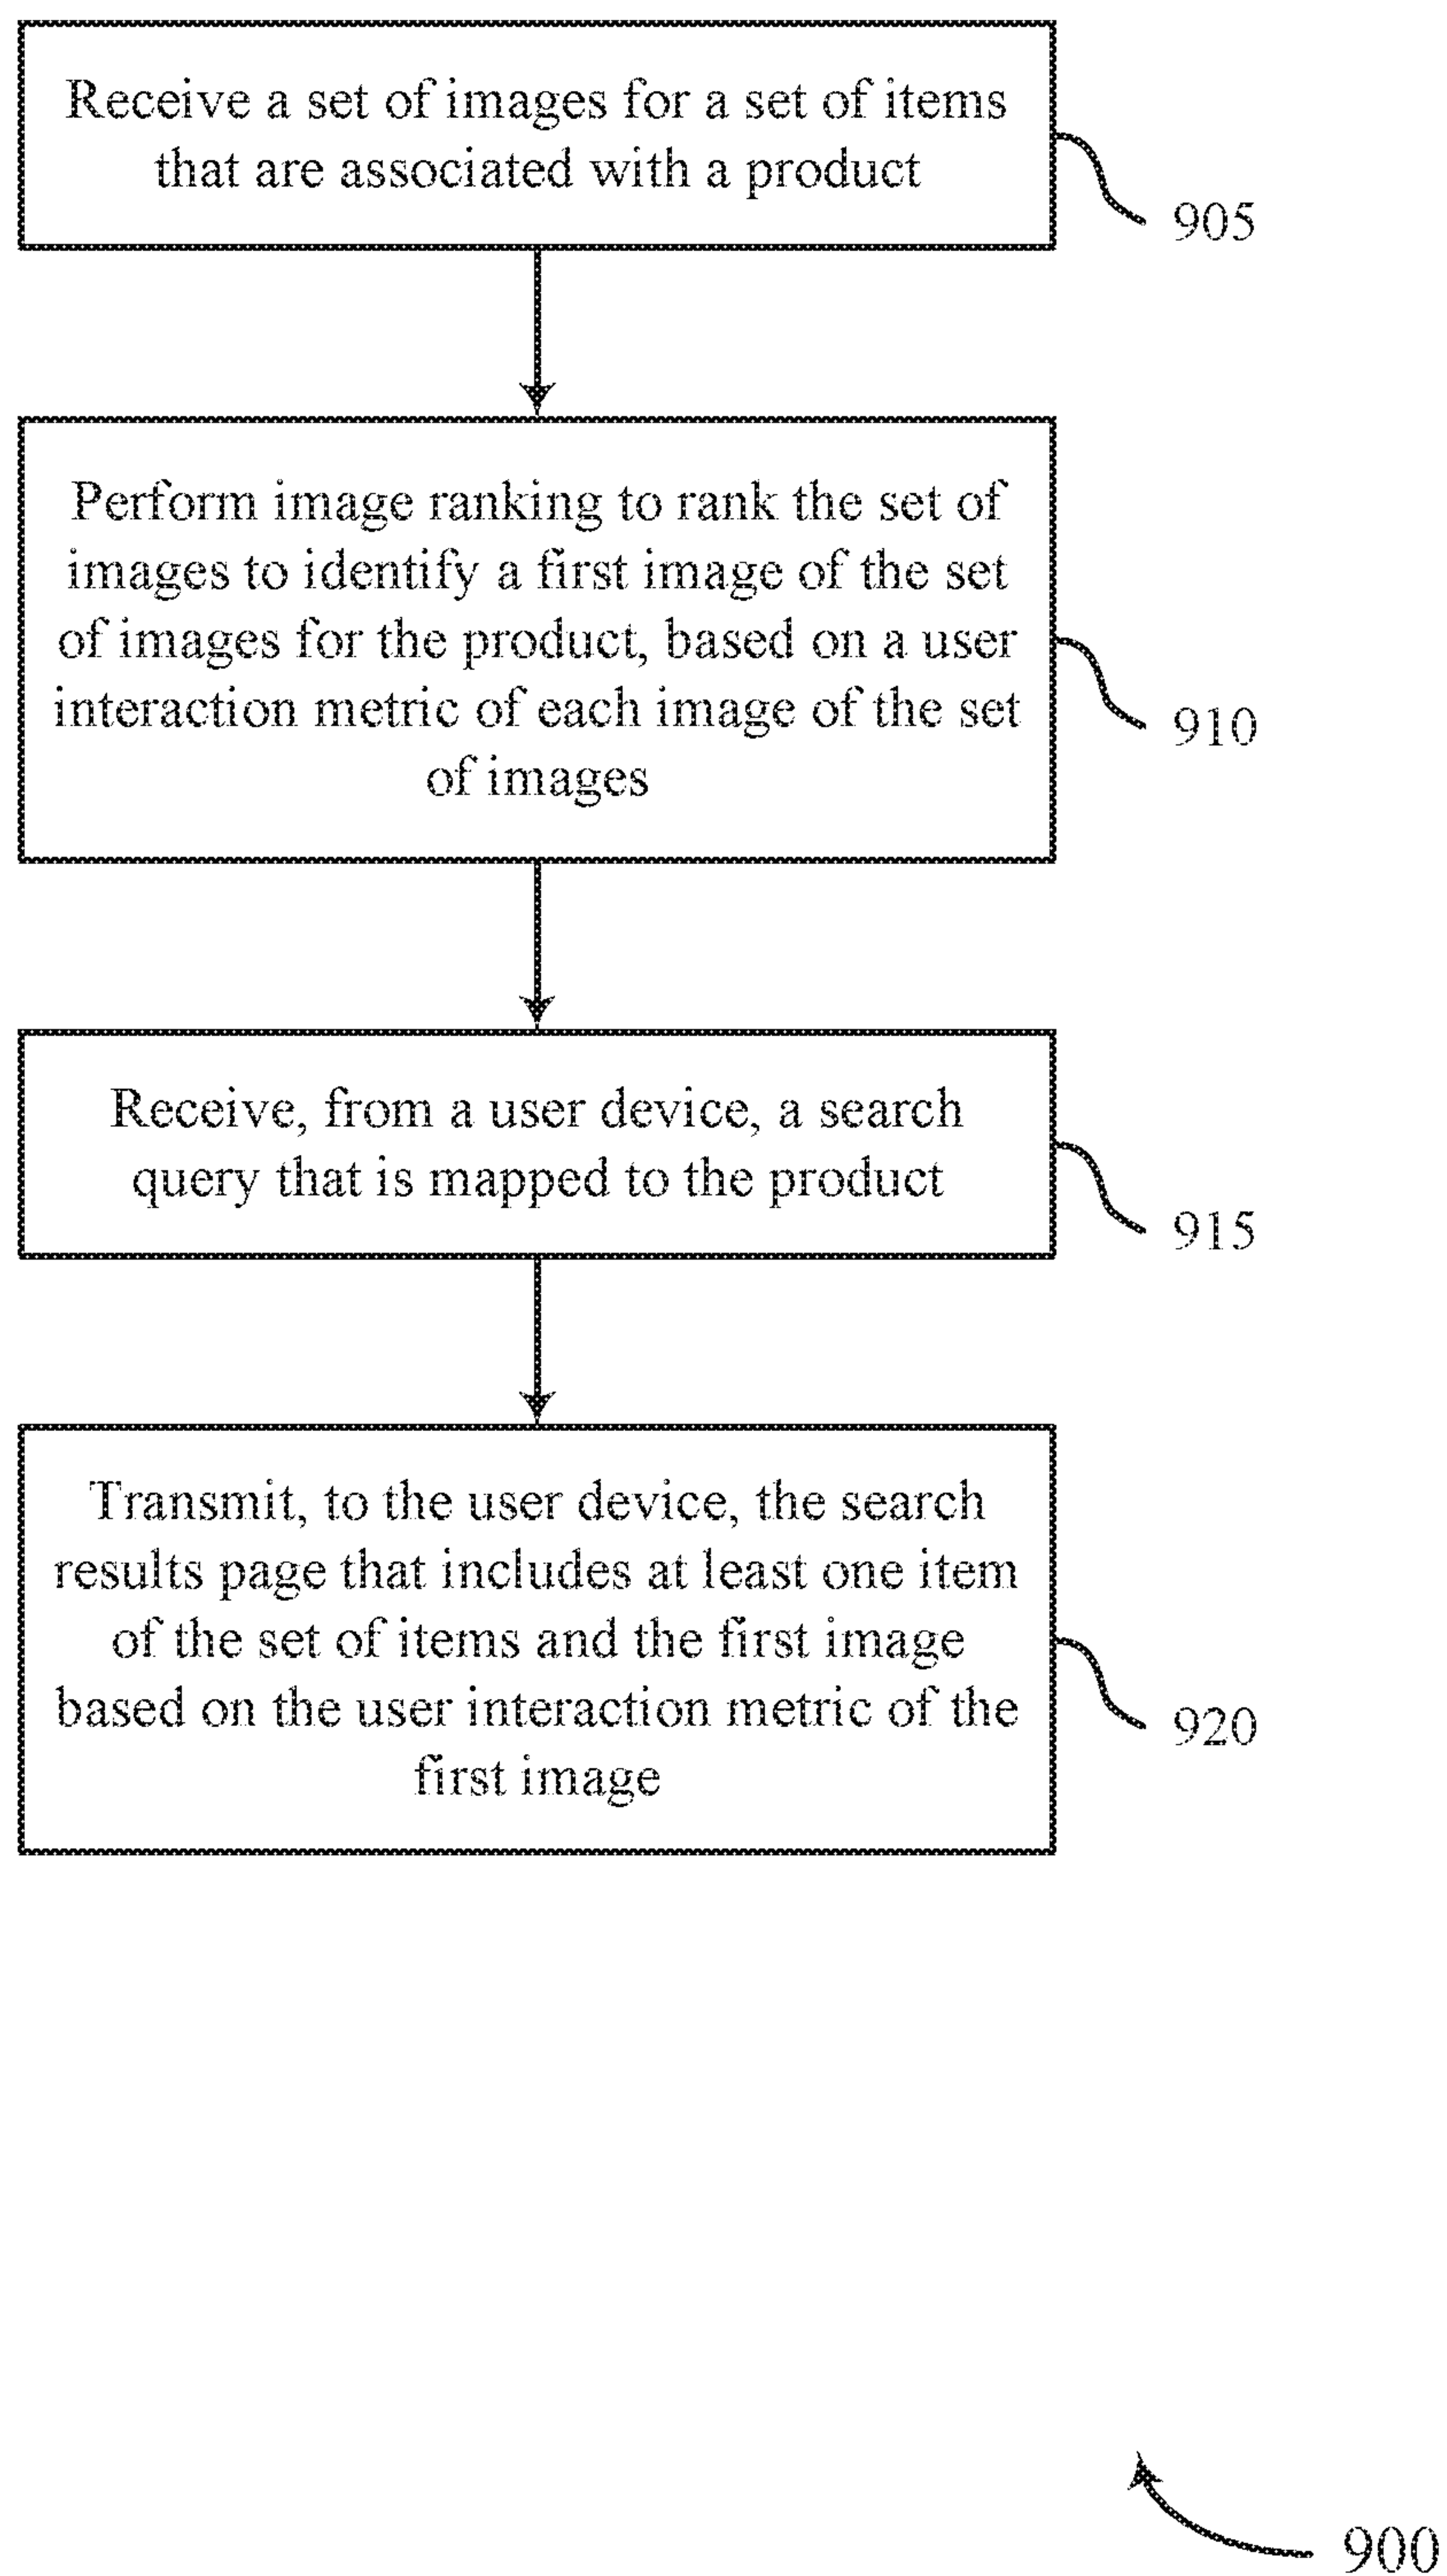 Receive a set of images for a set of items
that are associated with a product
905
Perform image ranking to rank the set of
images to identify a first image of the set
of images for the product, based on a user
interaction metric of each image of the set
of images
910
Receive, from a user device, a search
query that is mapped to the product
915
Transmit, to the user device, the search
results page that includes at least one item
of the set of items and the first image
based on the user interaction metric of the
first image
920
900